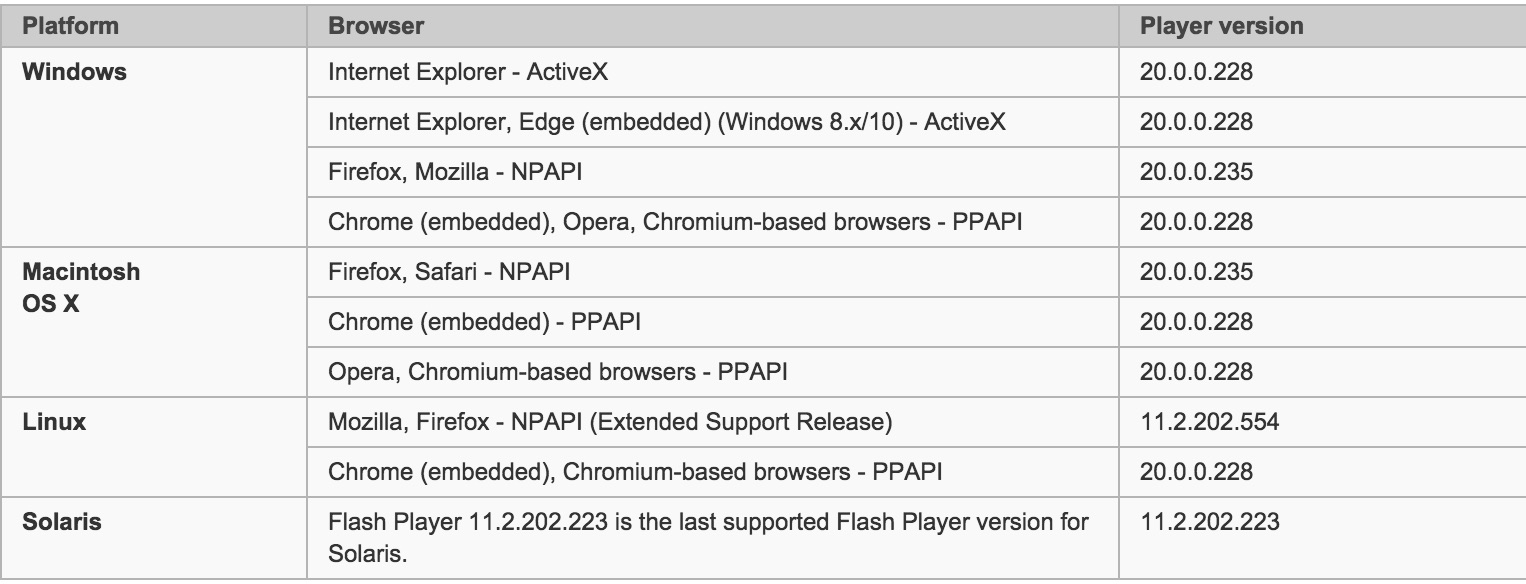 Platform Browser Player version
Windows Internet Explorer - ActiveX 20.0.0.228
Internet Explorer, Edge (embedded) (Windows 8.x/10) - ActiveX 20.0.0.228
Firefox, Mozilla - NPAPI 20.0.0.235
Chrome (embedded), Opera, Chromium-based browsers - PPAPI 20.0.0.228
Macintosh Firefox, Safari - NPAPI 20.0.0.235
OS X
Chrome (embedded) - PPAPI 20.0.0.228
Opera, Chromium-based browsers - PPAPI 20.0.0.228
Linux Mozilla, Firefox - NPAPI (Extended Support Release) 11.2.202.554
Chrome (embedded), Chromium-based browsers - PPAPI 20.0.0.228
Solaris Flash Player 11.2.202.223 is the last supported Flash Player version for 11.2.202.223
Solaris.